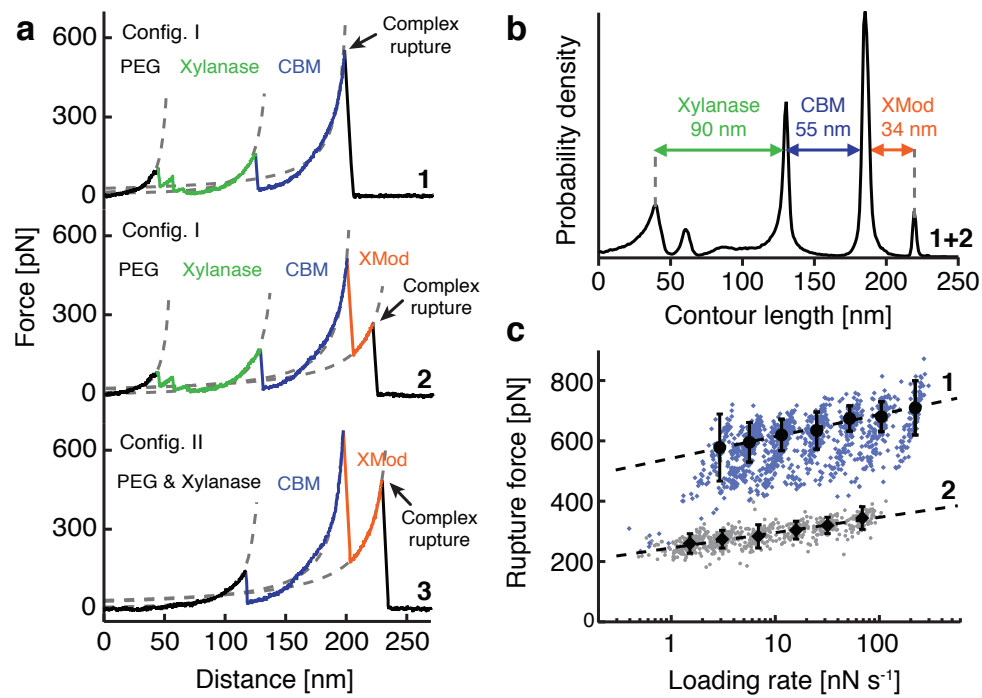 a
Force [pN]
Config. I
PEG Xylanase CBM
Complex
rupture
600
300
0
1
Config. I
PEG Xylanase CBM XMod
Complex
rupture
600
300
0
2
Config. II
PEG & Xylanase CBM XMod
Complex
rupture
600
300
0
3
0 50 100 150 200 250
Distance [nm]
b
Probability density
Xylanase CBM XMod
90 nm 55 nm 34 nm
1+2
0 50 100 150 200 250
Contour length [nm]
c
Rupture force [pN]
800
600
400
200
0
1
2
1 10 100
Loading rate [nN s⁻¹]